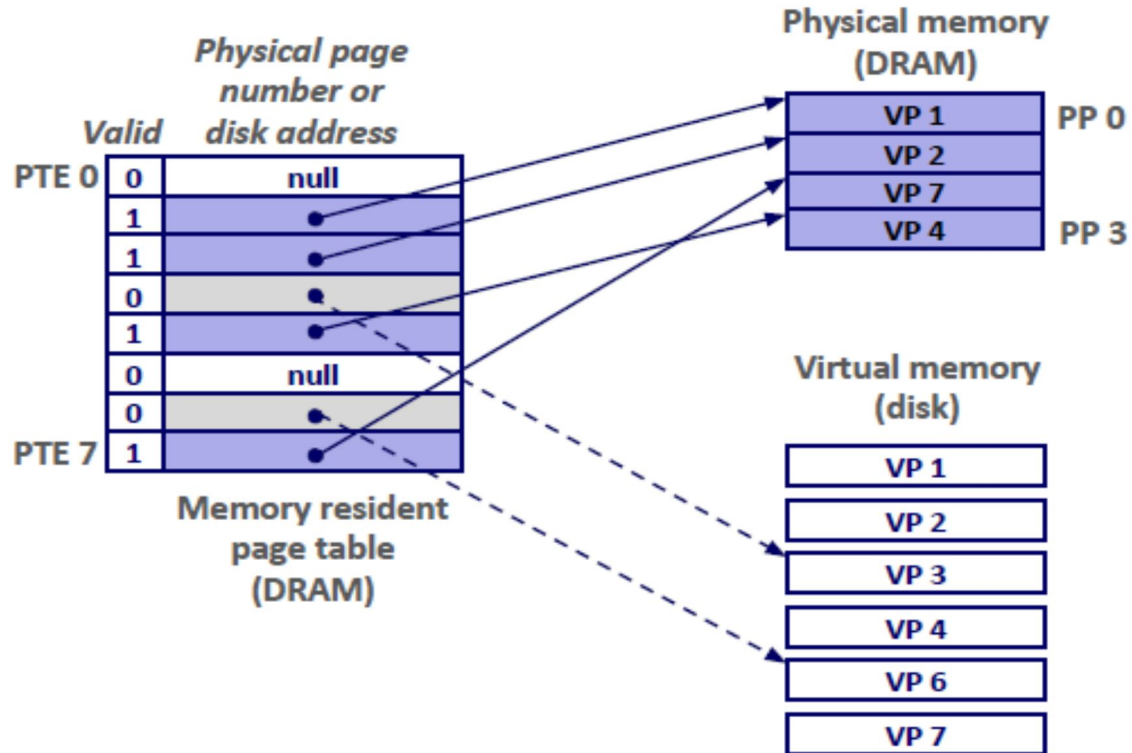 Physical page
number or
disk address
Valid
PTE 0
0
null
1
1
0
1
0
null
0
PTE 7
1
Memory resident
page table
(DRAM)
Physical memory
(DRAM)
VP 1
PP 0
VP 2
VP 7
VP 4
PP 3
Virtual memory
(disk)
VP 1
VP 2
VP 3
VP 4
VP 6
VP 7